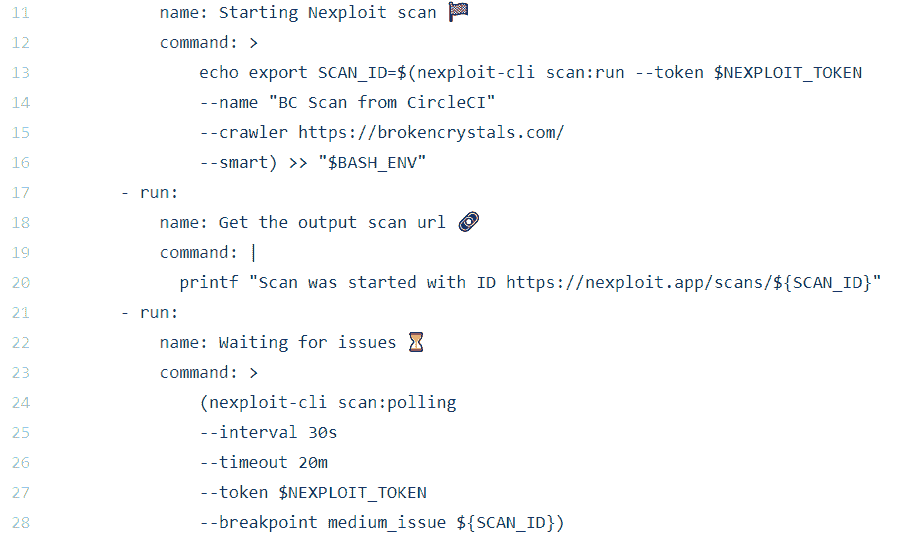 11 name: Starting Nexploit scan 🏁
12 command: >
13 echo export SCAN_ID=$(nexploit-cli scan:run --token $NEXPLOIT_TOKEN
14 --name "BC Scan from CircleCI"
15 --crawler https://brokencrystals.com/
16 --smart) >> "$BASH_ENV"
17 - run:
18 name: Get the output scan url 🔗
19 command: |
20 printf "Scan was started with ID https://nexploit.app/scans/${SCAN_ID}"
21 - run:
22 name: Waiting for issues ⏳
23 command: >
24 (nexploit-cli scan:polling
25 --interval 30s
26 --timeout 20m
27 --token $NEXPLOIT_TOKEN
28 --breakpoint medium_issue ${SCAN_ID})